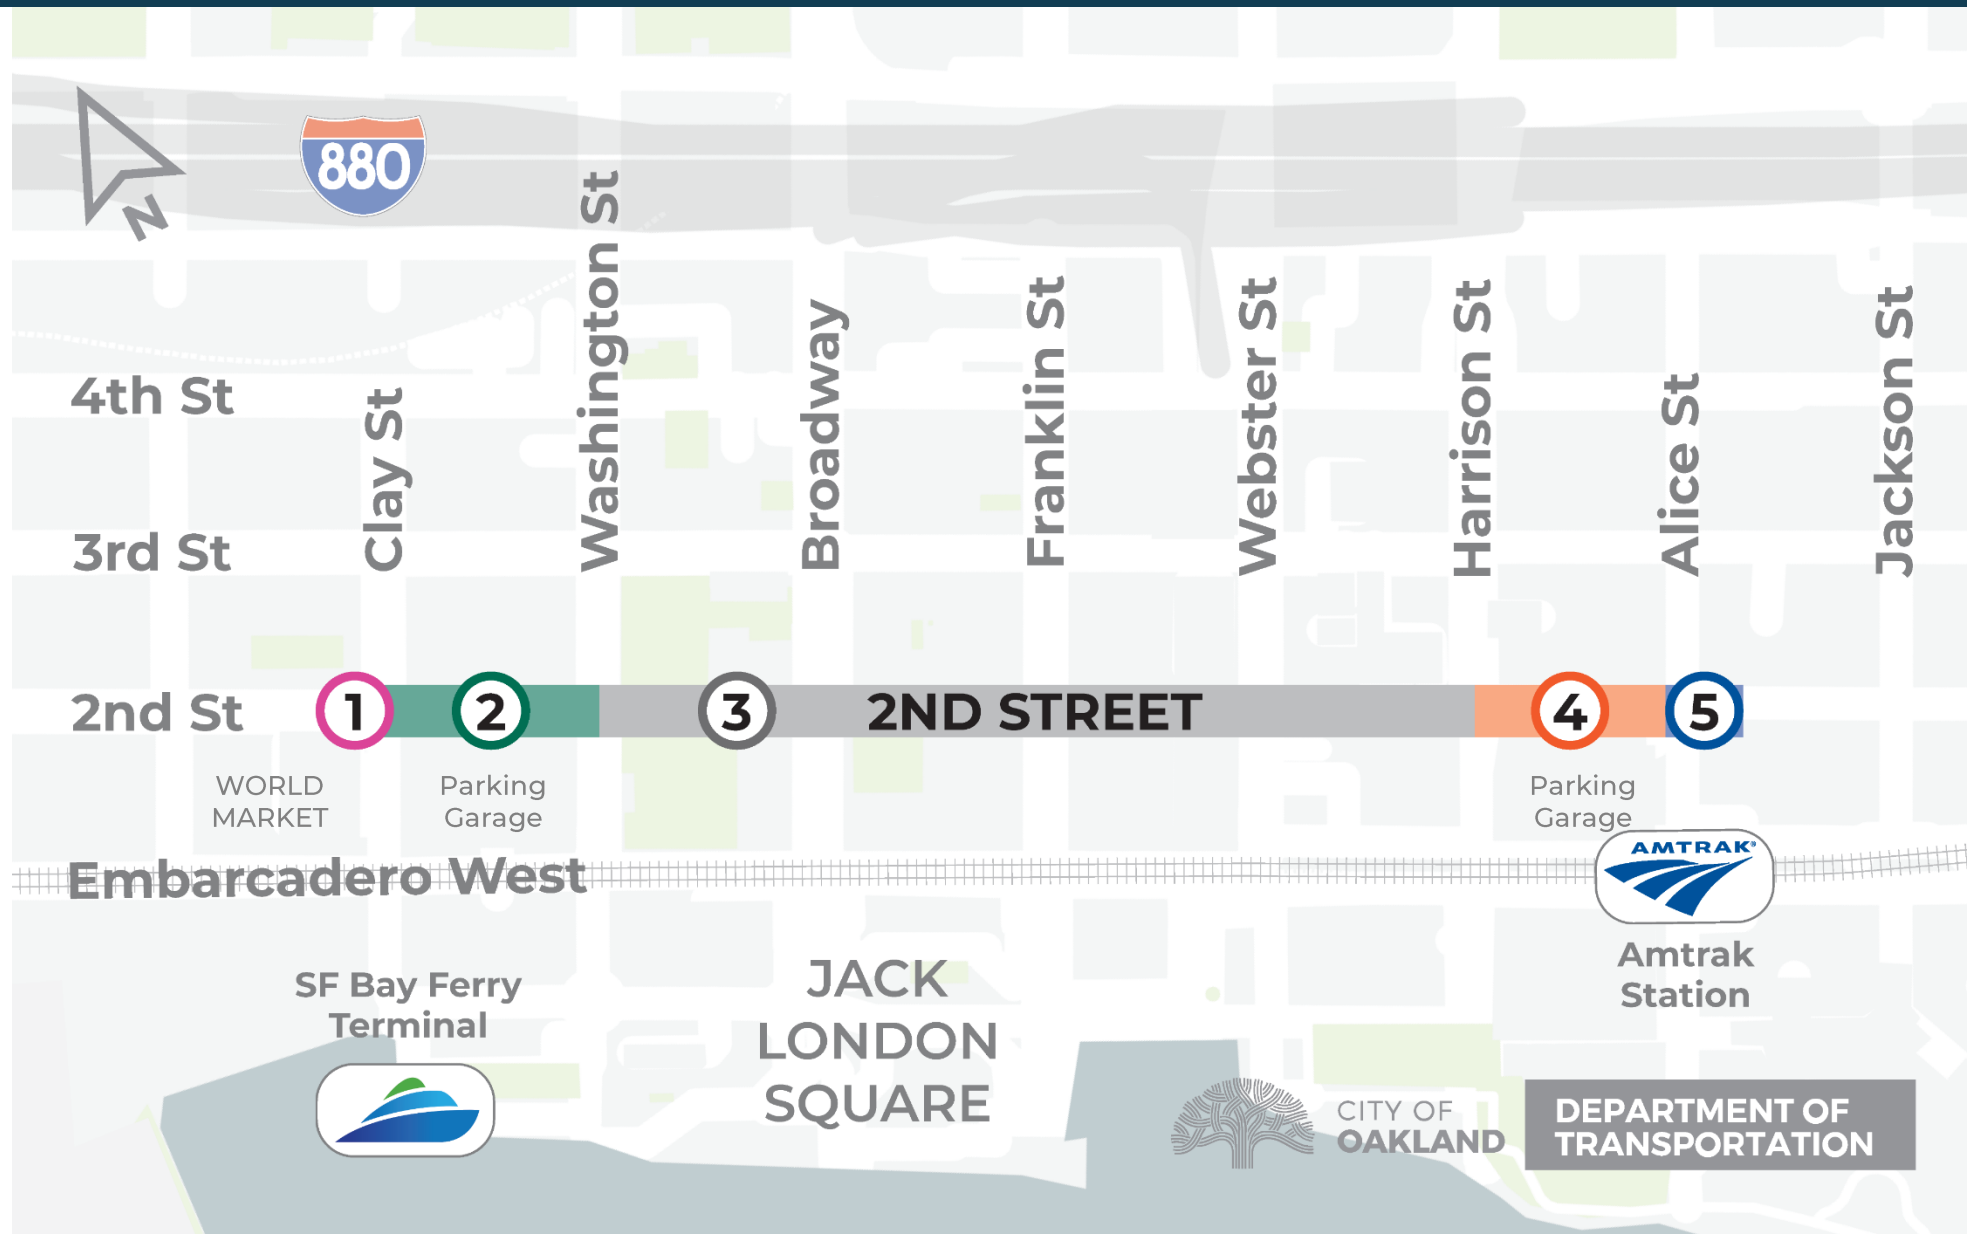 N
880
4th St
3rd St
2nd St
Clay St
Washington St
Broadway
Franklin St
Webster St
Harrison St
Alice St
Jackson St
1
2
3
2ND STREET
4
5
WORLD
MARKET
Parking
Garage
Parking
Garage
Embarcadero West
AMTRAK®
Amtrak
Station
SF Bay Ferry
Terminal
JACK
LONDON
SQUARE
CITY OF
OAKLAND
DEPARTMENT OF
TRANSPORTATION